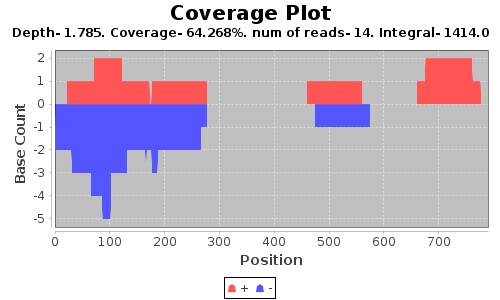 Coverage Plot
Depth- 1.785. Coverage- 64.268%. num of reads- 14. Integral- 1414.0
Base Count
2
1
0
-1
-2
-3
-4
-5
0 100 200 300 400 500 600 700
Position
+ -